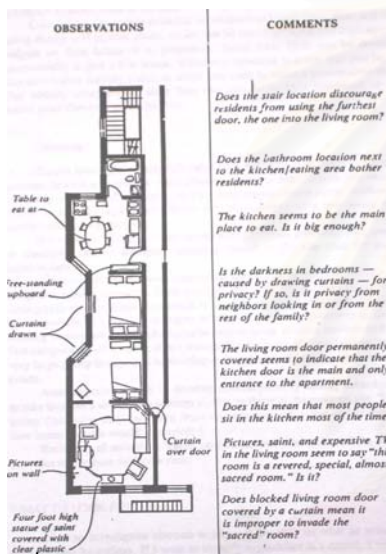 OBSERVATIONS
COMMENTS
Table to
eat at
Free-standing
cupboard
Curtains
drawn
Pictures
on wall
Four foot high
statue of saint
covered with
clear plastic
Curtain
over door
Does the stair location discourage
residents from using the furthest
door, the one into the living room?
Does the bathroom location next
to the kitchen/eating area bother
residents?
The kitchen seems to be the main
place to eat. Is it big enough?
Is the darkness in bedrooms —
caused by drawing curtains — for
privacy? If so, is it privacy from
neighbors looking in or from the
rest of the family?
The living room door permanently
covered seems to indicate that the
kitchen door is the main and only
entrance to the apartment.
Does this mean that most people
sit in the kitchen most of the time
Pictures, saint, and expensive TV
in the living room seem to say "this
room is a revered, special, almost
sacred room." Is it?
Does blocked living room door
covered by a curtain mean it
is improper to invade the
"sacred" room?